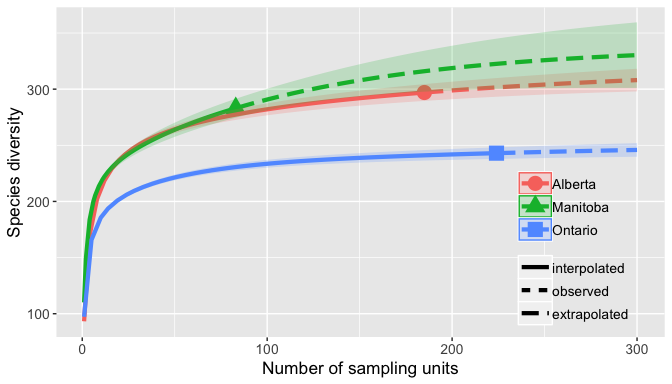 Species diversity
300
200
100
0
100
200
300
Number of sampling units
Alberta
Manitoba
Ontario
interpolated
observed
extrapolated